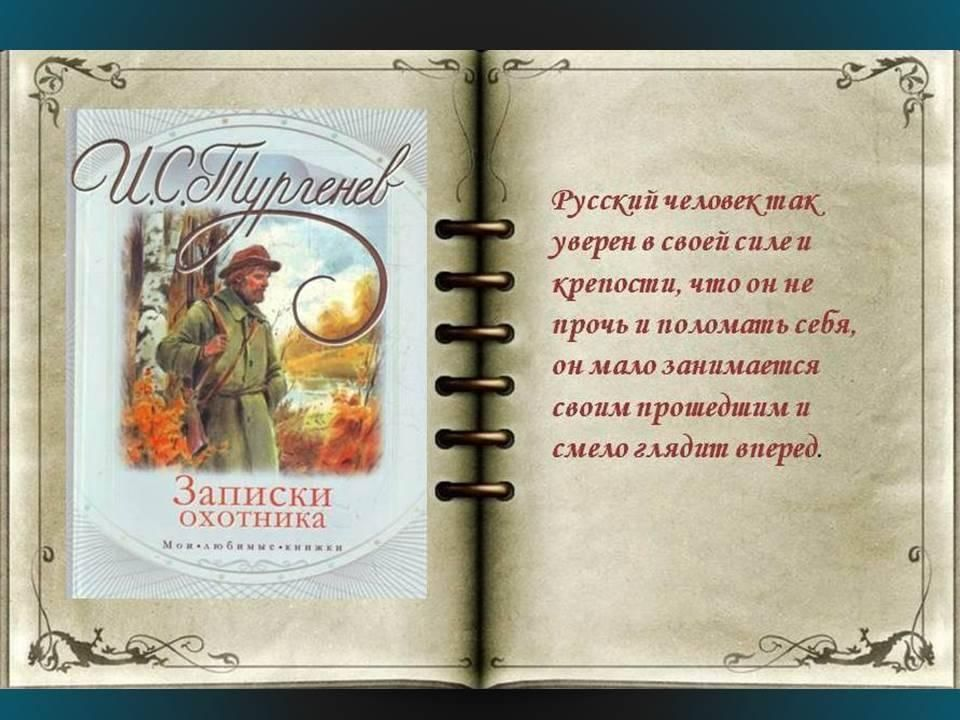 И.С.Тургенев
Записки
охотника
Мои•любимые•книжки
Русский человек так
уверен в своей силе и
крепости, что он не
прочь и поломать себя,
он мало занимается
своим прошедшим и
смело глядит вперед.